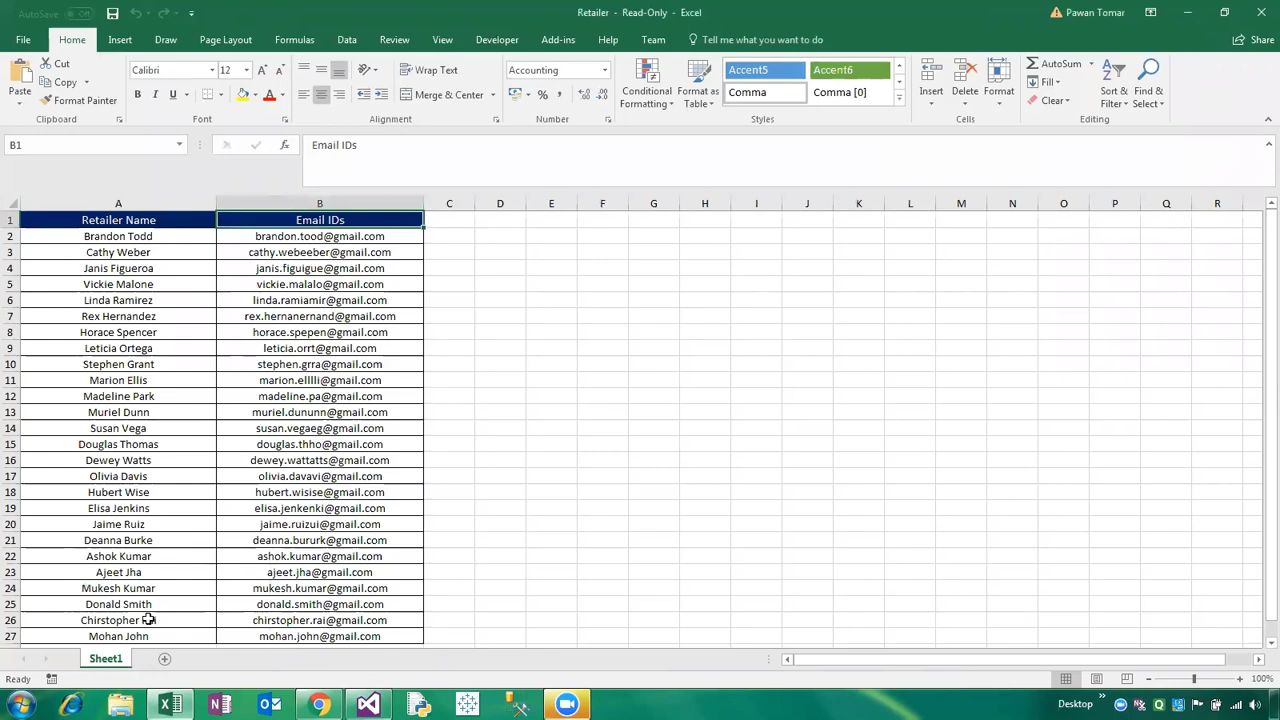 AutoSave Off
Retailer - Read-Only - Excel
Pawan Tomar
File Home Insert Draw Page Layout Formulas Data Review View Developer Add-ins Help Team Tell me what you want to do Share
Paste Cut Copy Format Painter
Clipboard
Calibri 12
B I U
Font
Wrap Text
Merge & Center
Alignment
Accounting
Number
Conditional Formatting Format as Table
Accent5 Accent6
Comma Comma [0]
Styles
Insert Delete Format
Cells
AutoSum
Fill
Clear
Sort & Filter Find & Select
Editing
B1 fx Email IDs
A B C D E F G H I J K L M N O P Q R
1 Retailer Name Email IDs
2 Brandon Todd brandon.tood@gmail.com
3 Cathy Weber cathy.webeeber@gmail.com
4 Janis Figueroa janis.figuigue@gmail.com
5 Vickie Malone vickie.malalo@gmail.com
6 Linda Ramirez linda.ramiamir@gmail.com
7 Rex Hernandez rex.hernanernand@gmail.com
8 Horace Spencer horace.spepen@gmail.com
9 Leticia Ortega leticia.orrt@gmail.com
10 Stephen Grant stephen.grra@gmail.com
11 Marion Ellis marion.elllli@gmail.com
12 Madeline Park madeline.pa@gmail.com
13 Muriel Dunn muriel.dununn@gmail.com
14 Susan Vega susan.vegaeg@gmail.com
15 Douglas Thomas douglas.thho@gmail.com
16 Dewey Watts dewey.wattatts@gmail.com
17 Olivia Davis olivia.davavi@gmail.com
18 Hubert Wise hubert.wisise@gmail.com
19 Elisa Jenkins elisa.jenkenki@gmail.com
20 Jaime Ruiz jaime.ruizui@gmail.com
21 Deanna Burke deanna.bururk@gmail.com
22 Ashok Kumar ashok.kumar@gmail.com
23 Ajeet Jha ajeet.jha@gmail.com
24 Mukesh Kumar mukesh.kumar@gmail.com
25 Donald Smith donald.smith@gmail.com
26 Chirstopher chirstopher.rai@gmail.com
27 Mohan John mohan.john@gmail.com
Sheet1
Ready 100%
Desktop